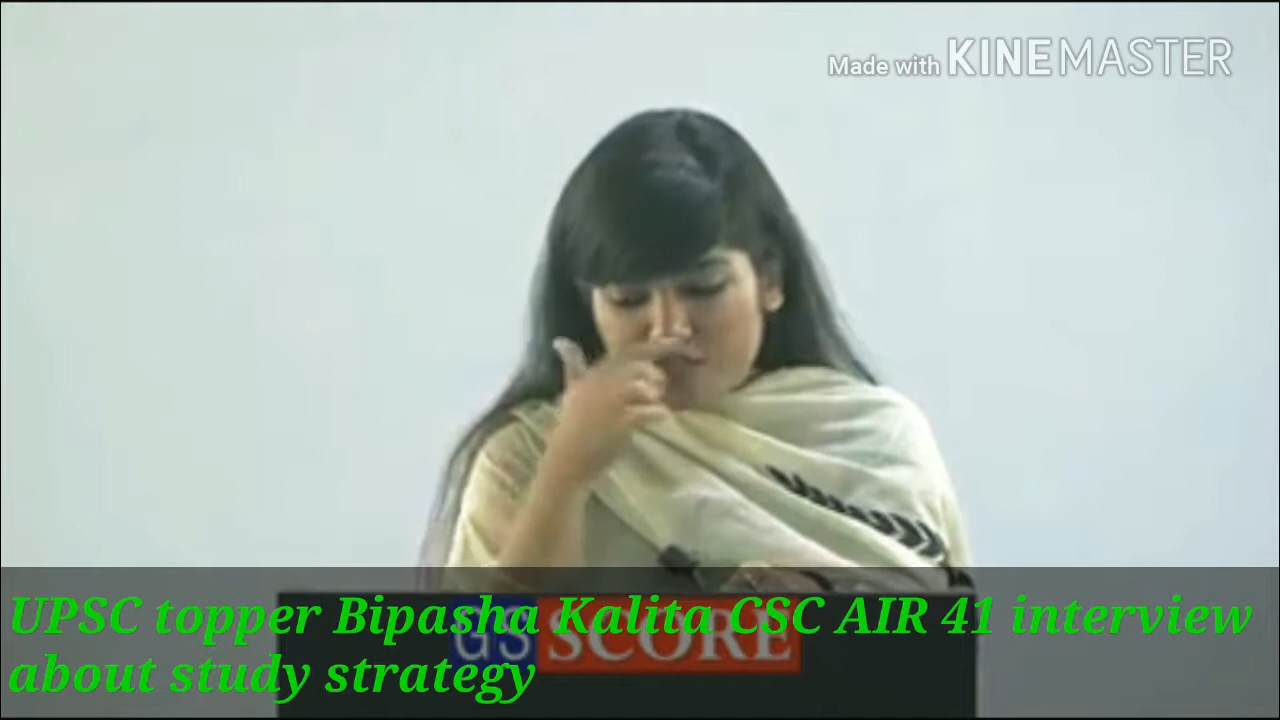 Made with KINEMASTER
UPSC topper Bipasha Kalita CSC AIR 41 interview
about study strategy
GS SCORE